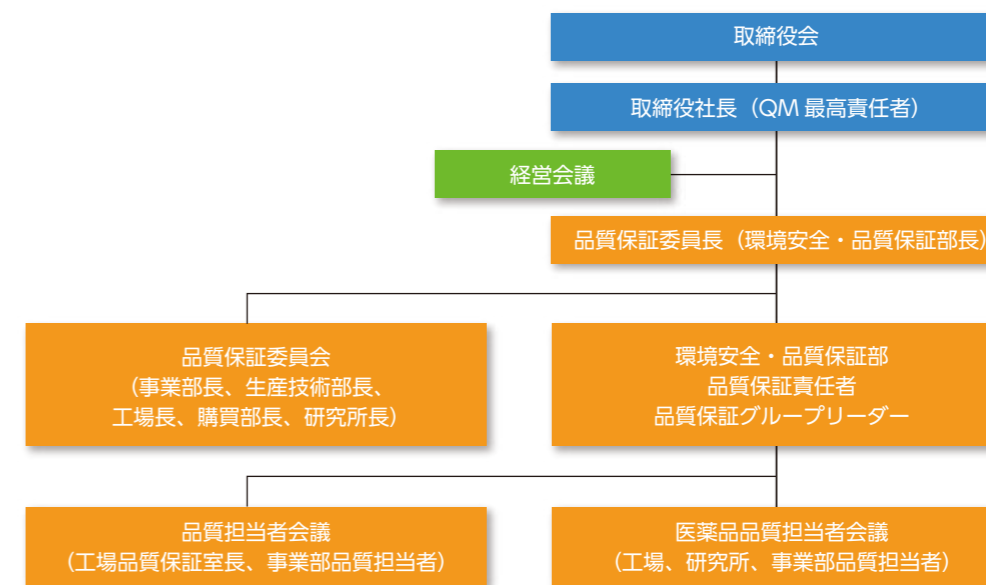 取締役会
取締役社長（QM 最高責任者）
経営会議
品質保証委員長（環境安全・品質保証部長）
品質保証委員会
（事業部長、生産技術部長、
工場長、購買部長、研究所長）
環境安全・品質保証部
品質保証責任者
品質保証グループリーダー
品質担当者会議
（工場品質保証室長、事業部品質担当者）
医薬品品質担当者会議
（工場、研究所、事業部品質担当者）